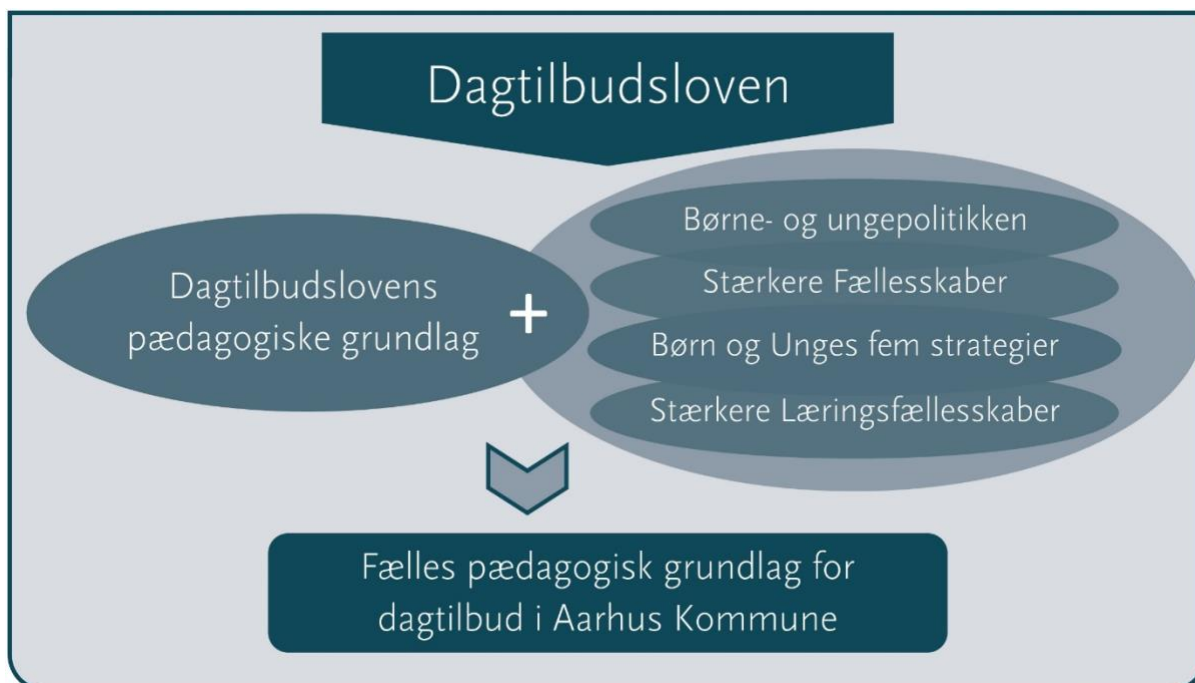 Dagtilbudsloven
Dagtilbudslovens
pædagogiske grundlag
+
Børne- og ungepolitikken
Stærkere Fællesskaber
Børn og Unges fem strategier
Stærkere Læringsfællesskaber
Fælles pædagogisk grundlag for
dagtilbud i Aarhus Kommune